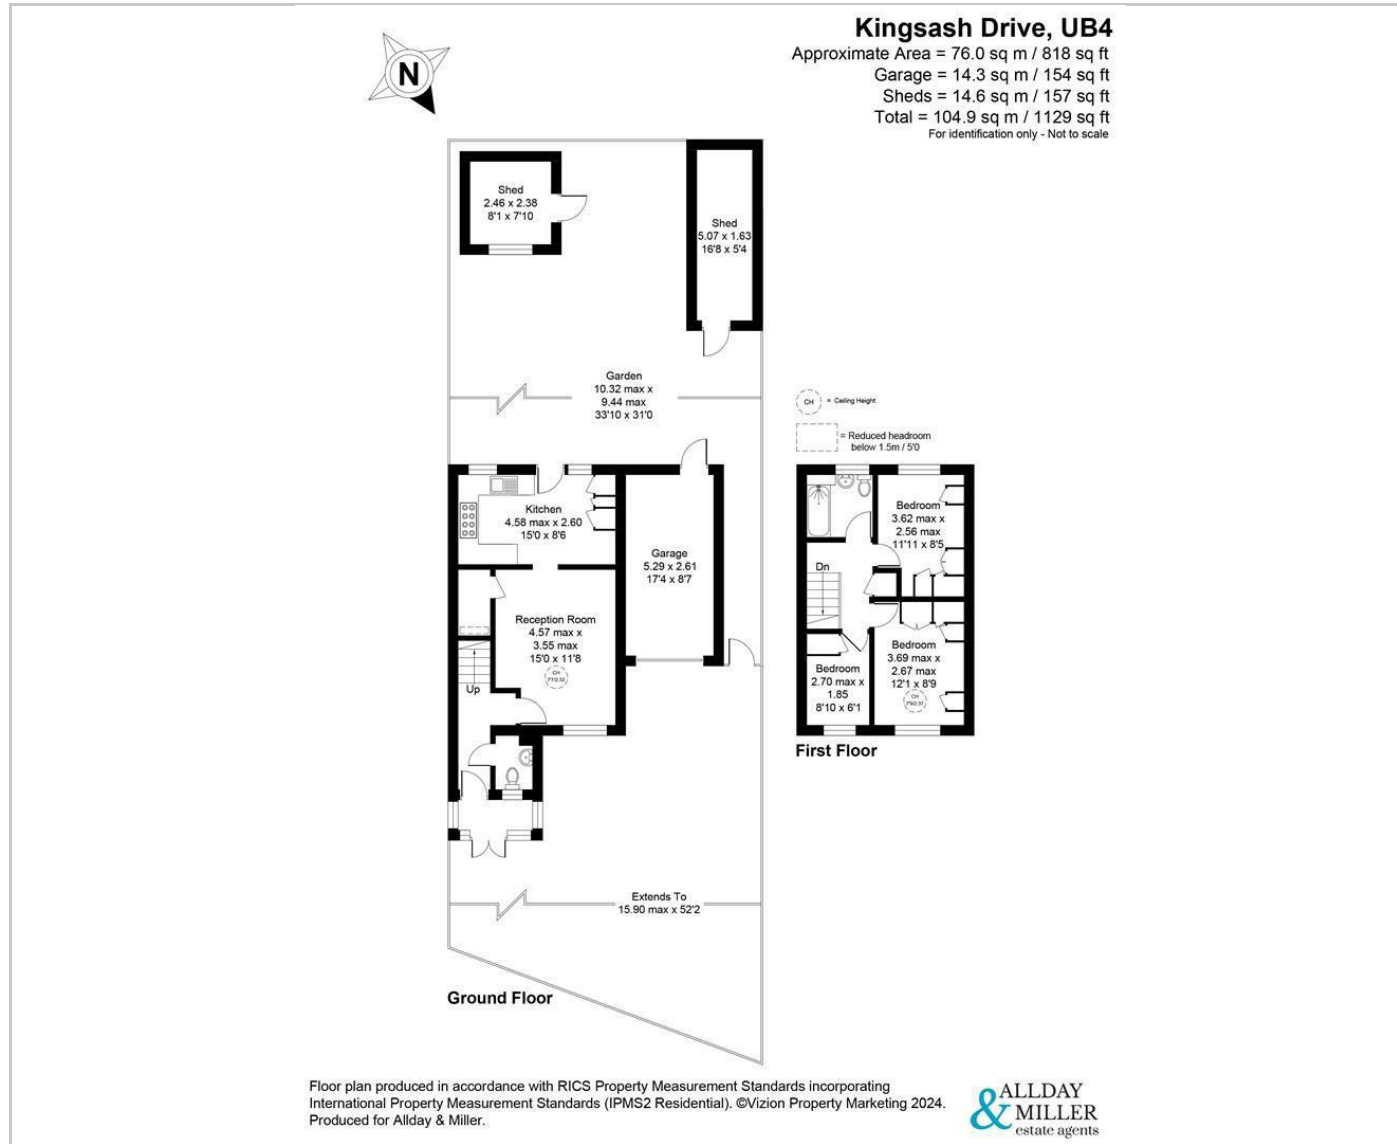 Kingsash Drive, UB4
Approximate Area = 76.0 sq m / 818 sq ft
Garage = 14.3 sq m / 154 sq ft
Sheds = 14.6 sq m / 157 sq ft
Total = 104.9 sq m / 1129 sq ft
For identification only - Not to scale
N
Shed
2.46 x 2.38
8'1 x 7'10
Shed
5.07 x 1.63
16'8 x 5'4
Garden
10.32 max x
9.44 max
33'10 x 31'0
CH = Ceiling Height
= Reduced headroom
below 1.5m / 5'0
Kitchen
4.58 max x 2.60
15'0 x 8'6
Garage
5.29 x 2.61
17'4 x 8'7
Reception Room
4.57 max x
3.55 max
15'0 x 11'8
CH
Up
Bedroom
3.62 max x
2.56 max
11'11 x 8'5
Dn
Bedroom
3.69 max x
2.67 max
12'1 x 8'9
CH
Bedroom
2.70 max x
1.85
8'10 x 6'1
First Floor
Extends To
15.90 max x 52'2
Ground Floor
Floor plan produced in accordance with RICS Property Measurement Standards incorporating
International Property Measurement Standards (IPMS2 Residential). ©Vizion Property Marketing 2024.
Produced for Allday & Miller.
ALLDAY
& MILLER
estate agents